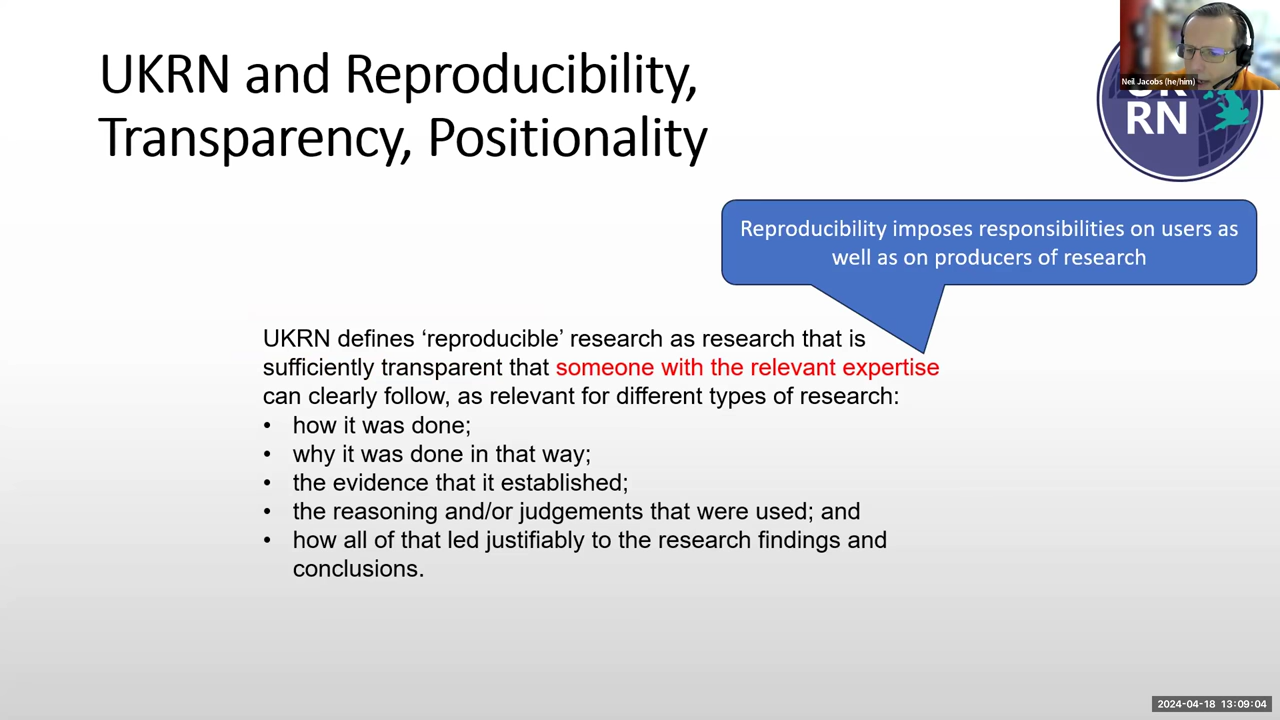 UKRN and Reproducibility,
Transparency, Positionality
Neil Jacobs (he/him)
RN
Reproducibility imposes responsibilities on users as
well as on producers of research
UKRN defines ‘reproducible’ research as research that is
sufficiently transparent that someone with the relevant expertise
can clearly follow, as relevant for different types of research:
• how it was done;
• why it was done in that way;
• the evidence that it established;
• the reasoning and/or judgements that were used; and
• how all of that led justifiably to the research findings and
conclusions.
2024-04-18 13:09:04